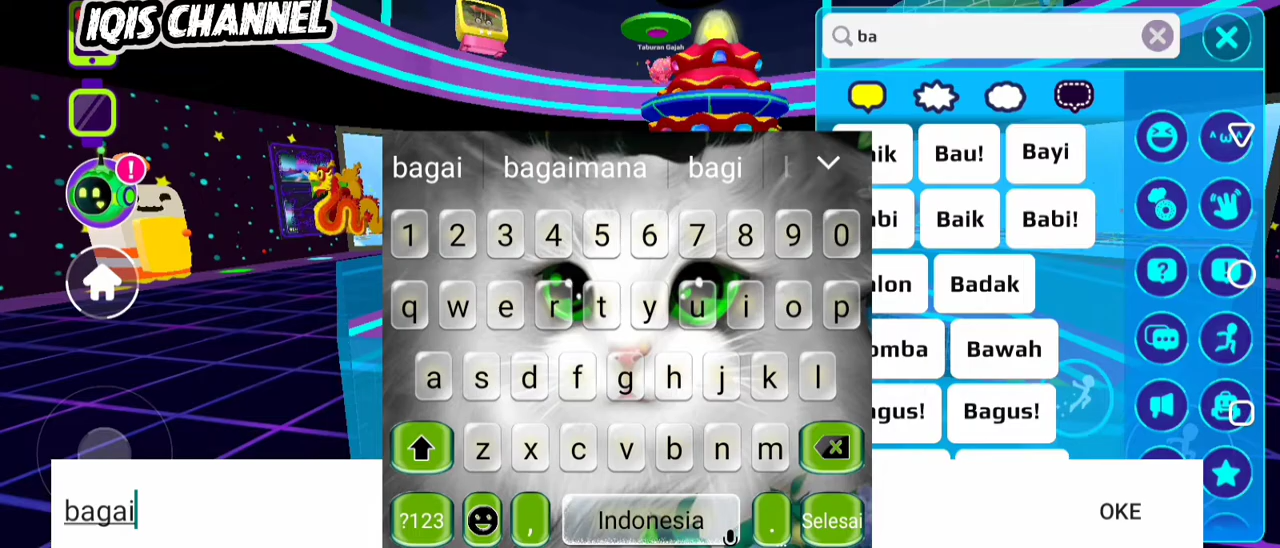 IQIS CHANNEL
Taburan Gajah
ba
Bau!
Bayi
Baik
Babi!
Badak
Bawah
Bagus!
bagai bagaimana bagi
1 2 3 4 5 6 7 8 9 0
q w e r t y u i o p
a s d f g h j k l
z x c v b n m
?123 , Indonesia . Selesai
bagai
OKE